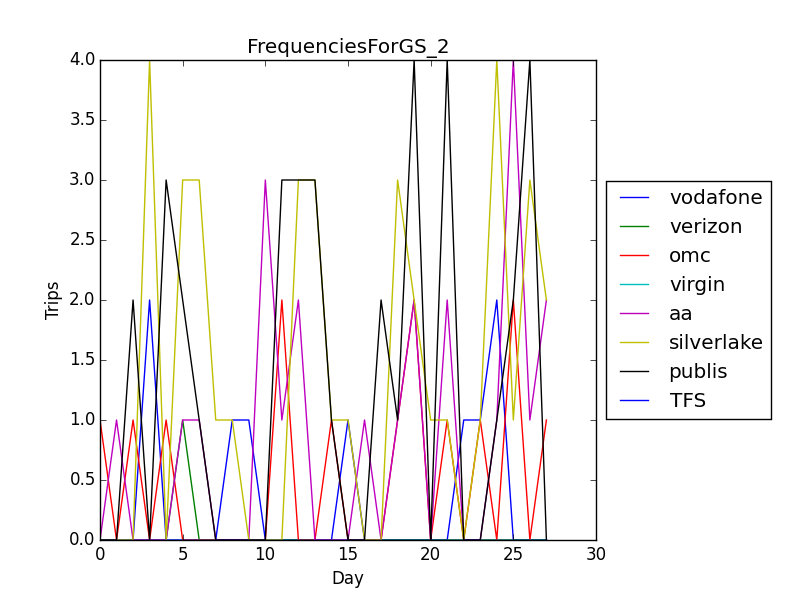 FrequenciesForGS_2
4.0
3.5
3.0
2.5
2.0
1.5
1.0
0.5
0.0
Trips
0 5 10 15 20 25 30
Day
vodafone
verizon
omc
virgin
aa
silverlake
publis
TFS